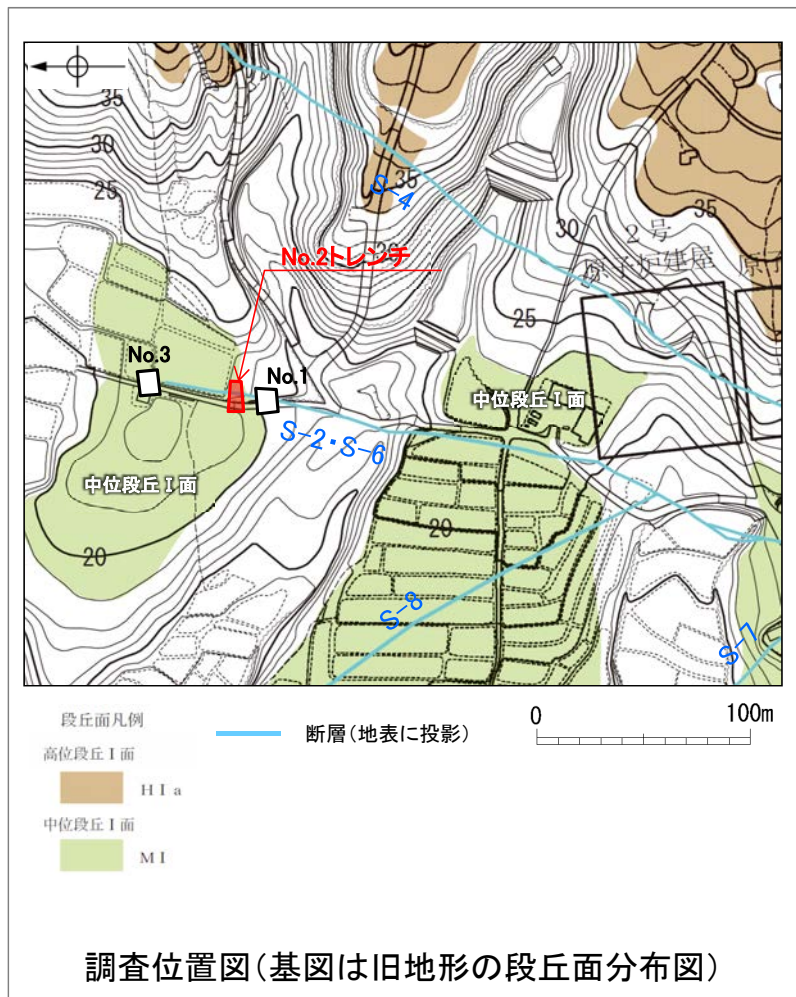 35
30
25
S-4
35
30
35
30
２号
原子炉建屋
原子
25
No.2トレンチ
No.3
No.1
S-2・S-6
中位段丘Ⅰ面
中位段丘Ⅰ面
20
20
S-8
S-7
段丘面凡例
高位段丘Ⅰ面
HⅠa
中位段丘Ⅰ面
MⅠ
断層(地表に投影)
0 100m
調査位置図(基図は旧地形の段丘面分布図)